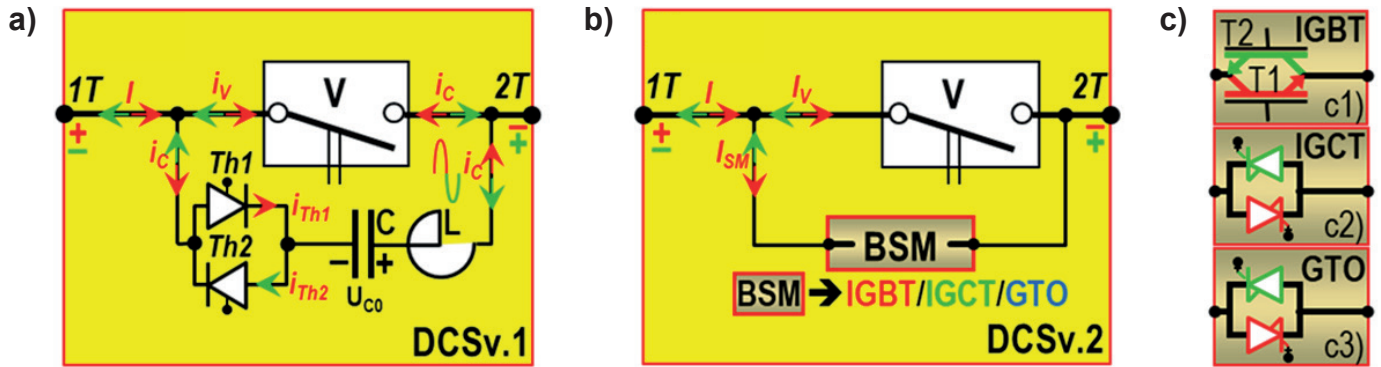 a)
1T
I
iV
V
iC
2T
+
−
iC
−
+
iC
Th1
iTh1
Th2
iTh2
C
L
− +
UC0
DCSv.1
b)
1T
I
IV
V
2T
+
−
ISM
−
+
BSM
BSM → IGBT/IGCT/GTO
DCSv.2
c)
T2 IGBT
T1
c1)
IGCT
c2)
GTO
c3)